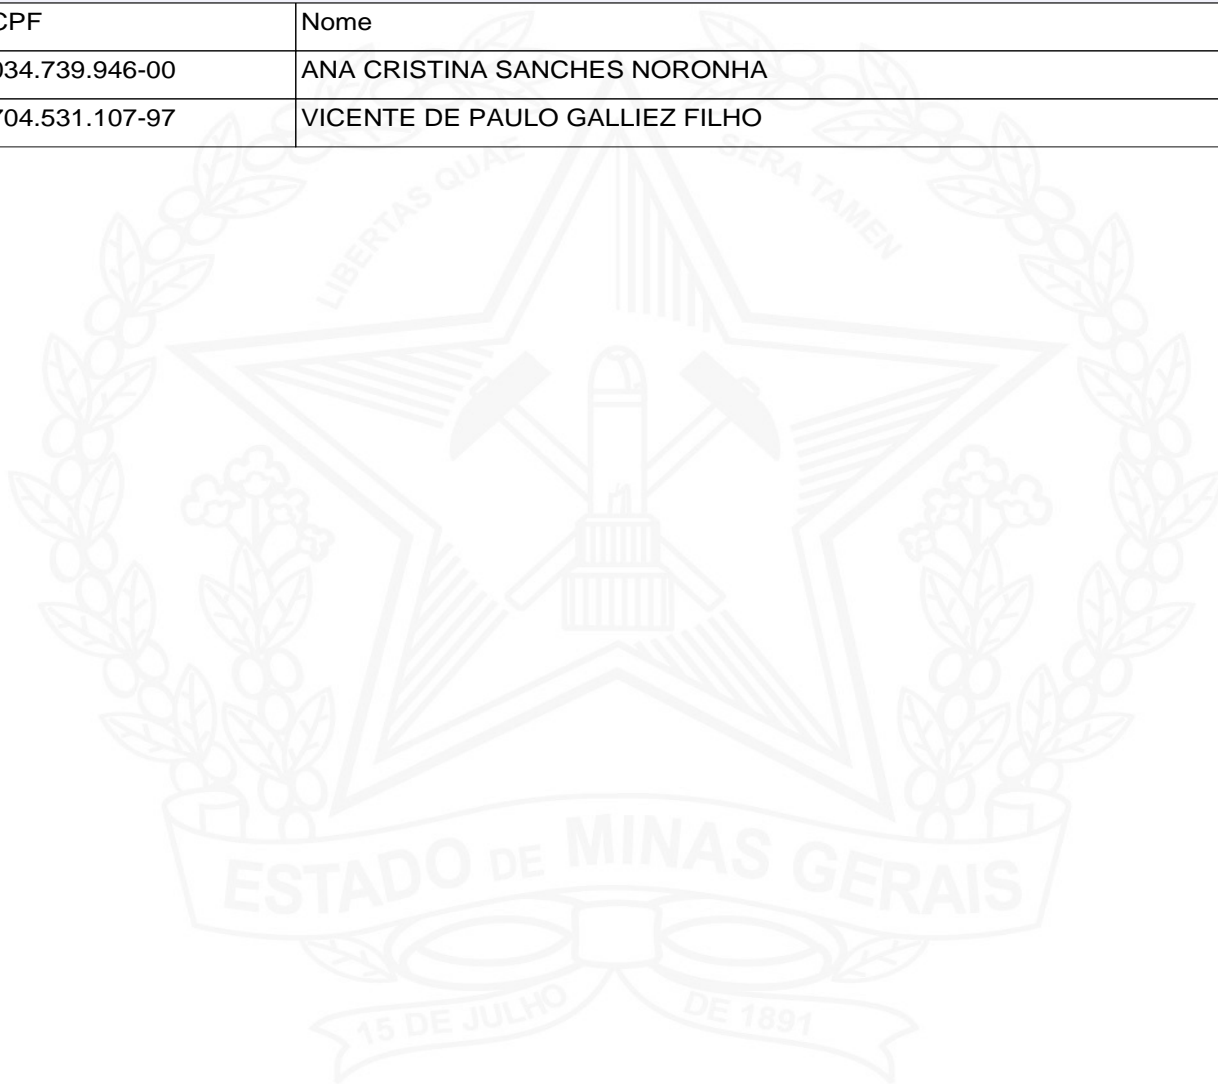 CPF Nome
034.739.946-00 ANA CRISTINA SANCHES NORONHA
704.531.107-97 VICENTE DE PAULO GALLIEZ FILHO
LIBERTAS QUAE SERA TAMEN
ESTADO DE MINAS GERAIS
15 DE JULHO DE 1891